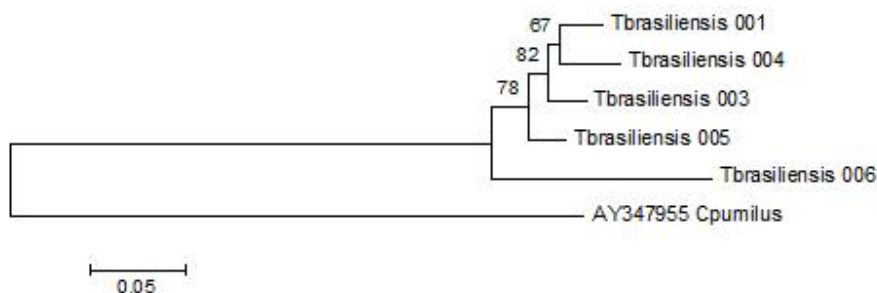 67
Tbrasiliensis 001
82
Tbrasiliensis 004
78
Tbrasiliensis 003
Tbrasiliensis 005
Tbrasiliensis 006
AY347955 Cpumilus
0.05